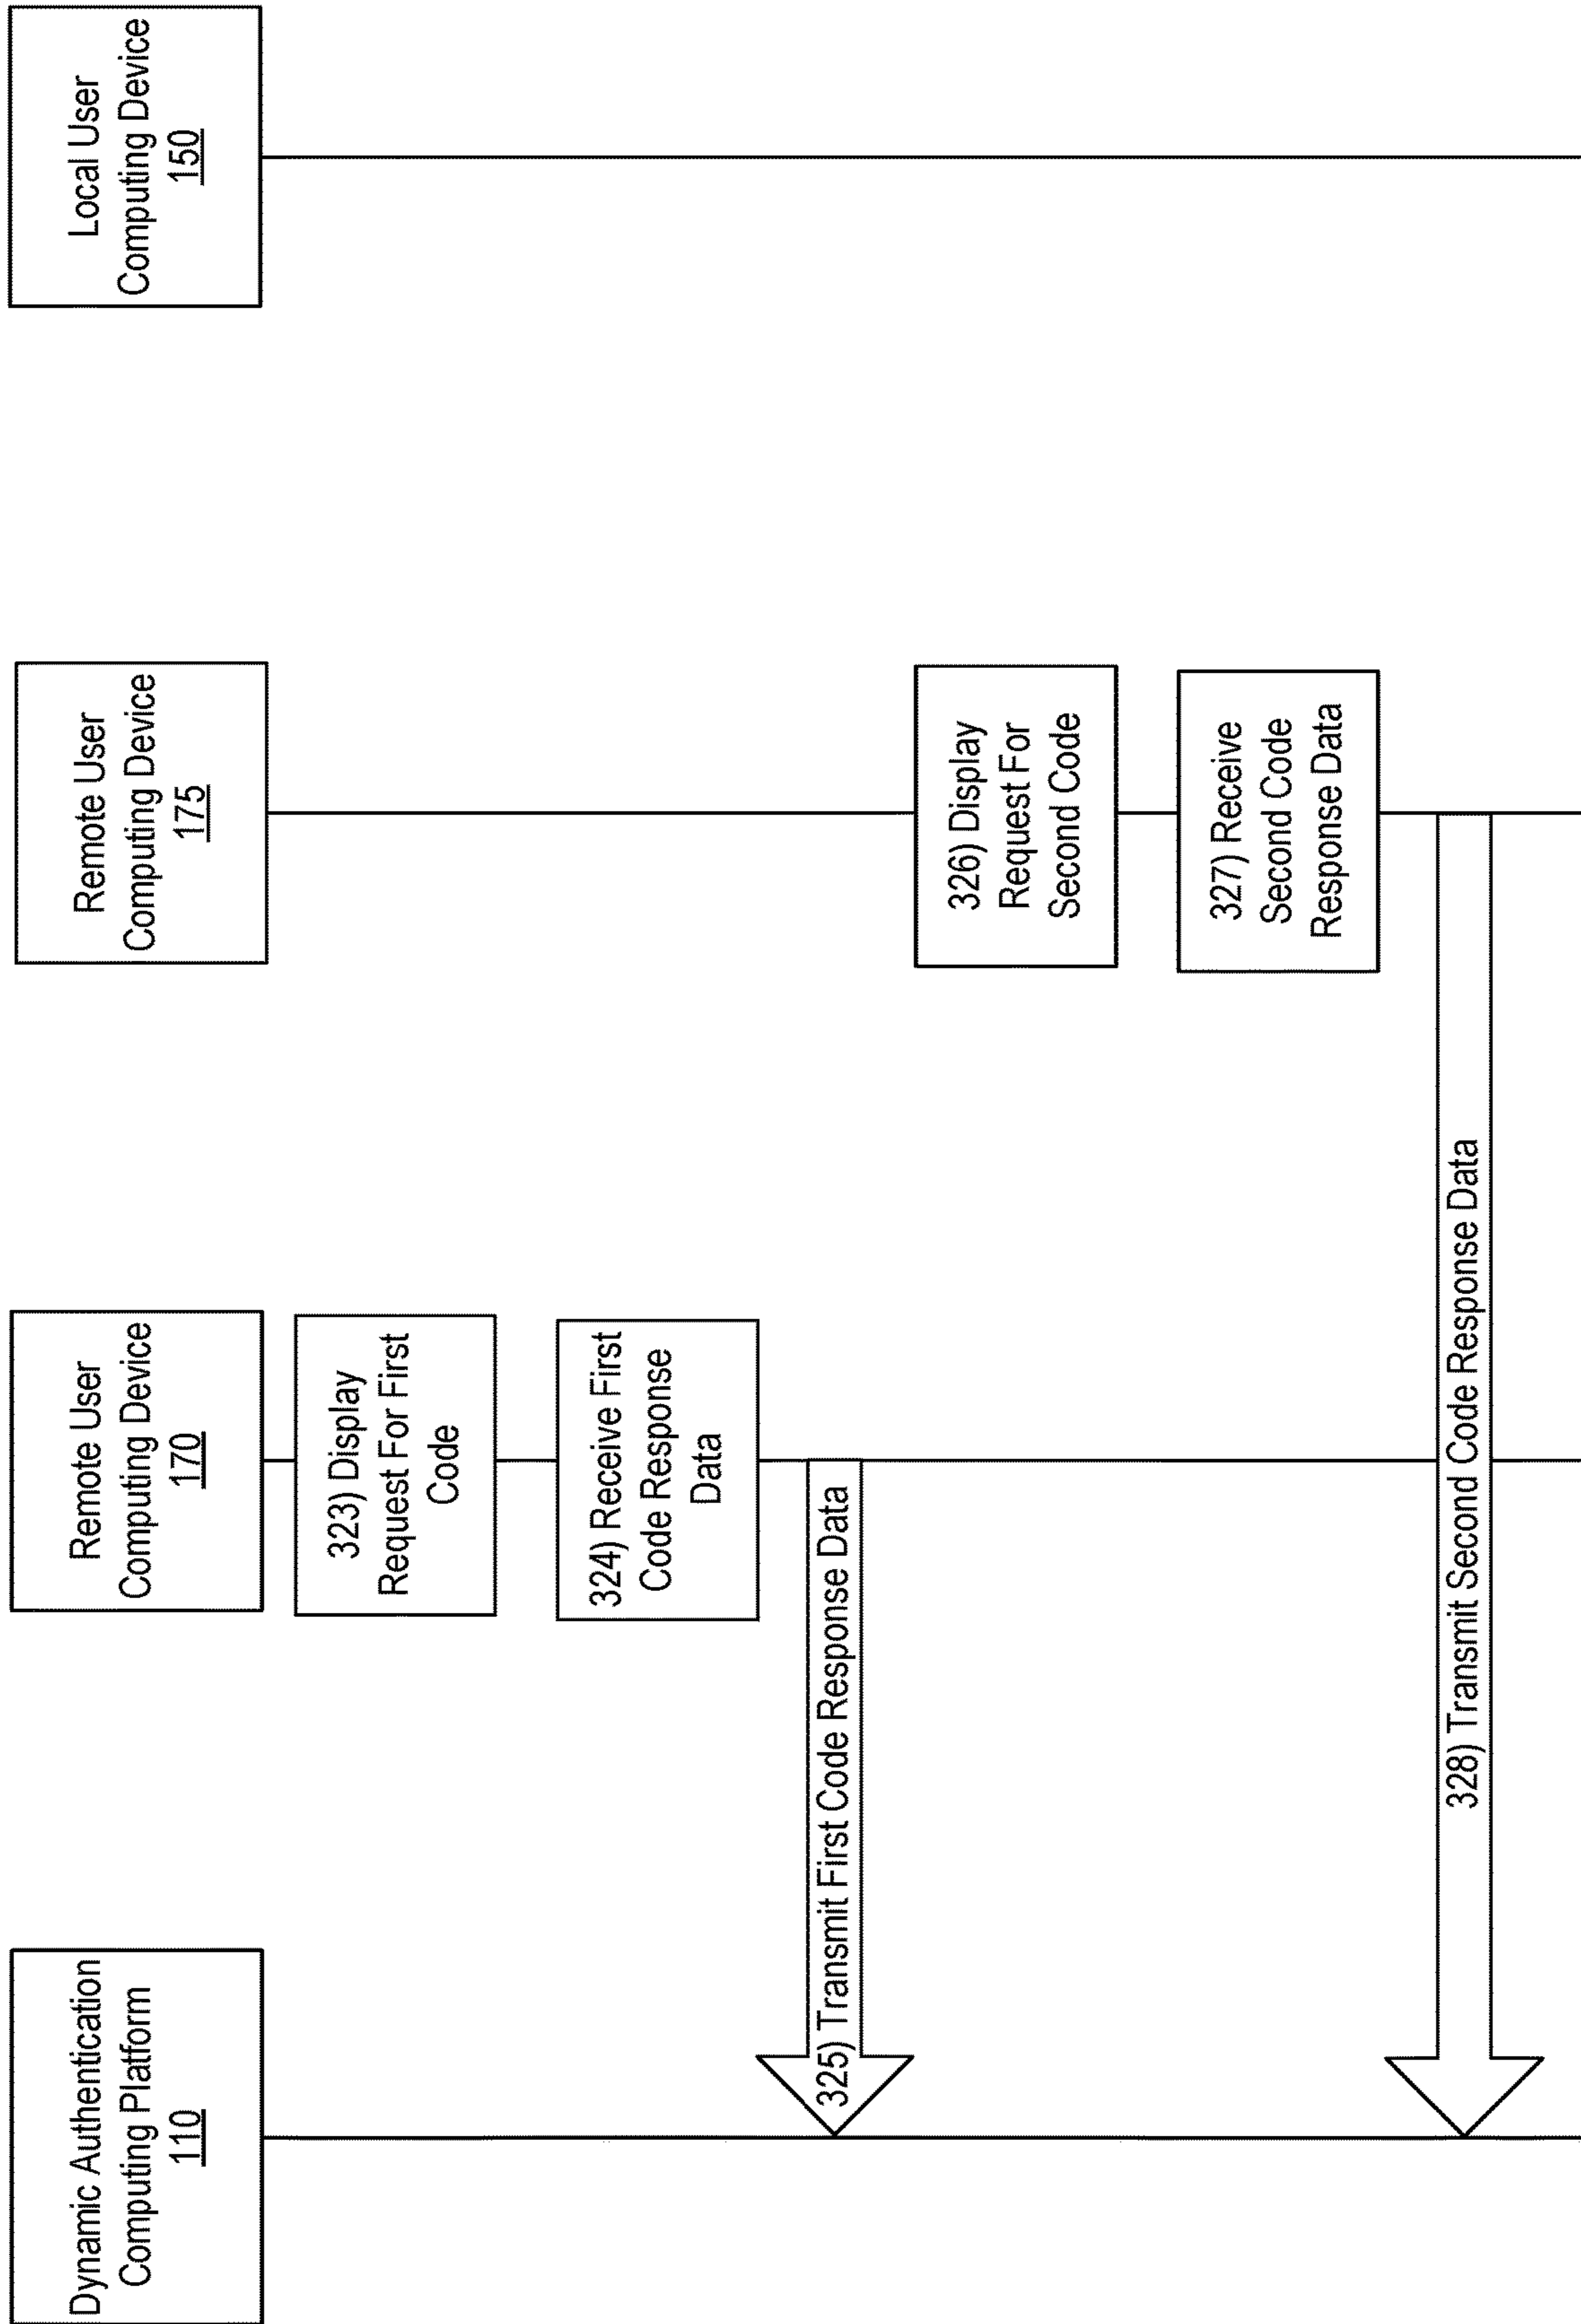 Dynamic Authentication
Computing Platform
110
Remote User
Computing Device
170
Remote User
Computing Device
175
Local User
Computing Device
150
323) Display
Request For First
Code
324) Receive First
Code Response
Data
325) Transmit First Code Response Data
326) Display
Request For
Second Code
327) Receive
Second Code
Response Data
328) Transmit Second Code Response Data